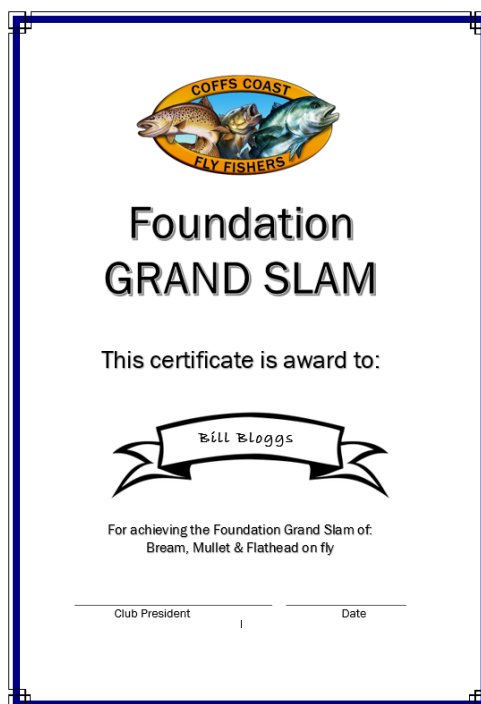 COFFS COAST
FLY FISHERS
Foundation
GRAND SLAM
This certificate is award to:
Bill Bloggs
For achieving the Foundation Grand Slam of:
Bream, Mullet & Flathead on fly
Club President Date